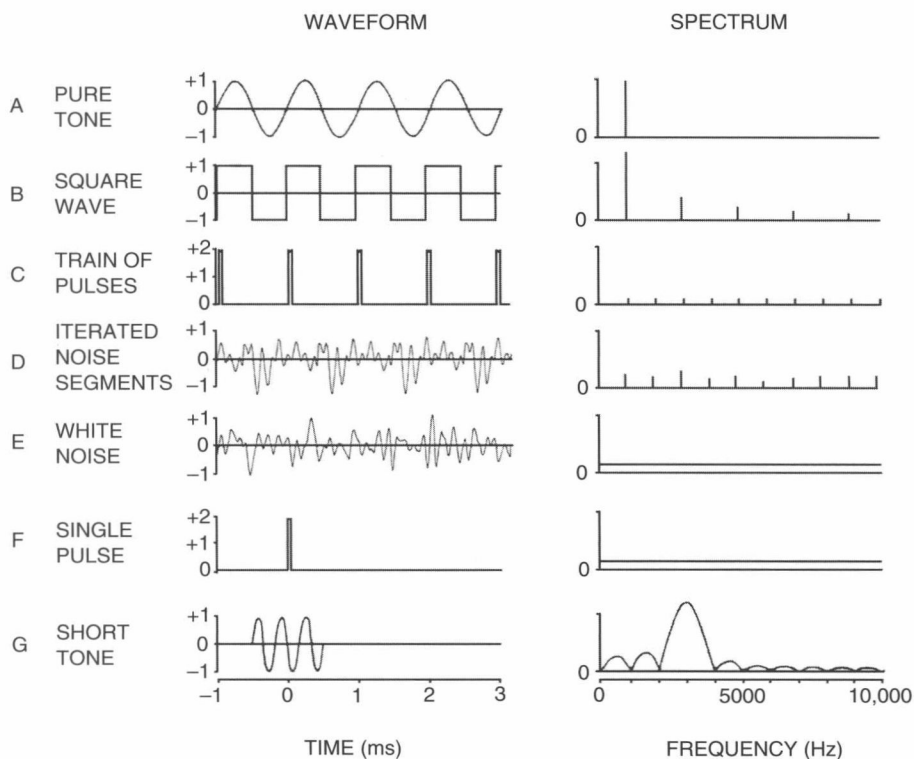 WAVEFORM SPECTRUM
A PURE TONE +1 0 −1 0
B SQUARE WAVE +1 0 −1 0
C TRAIN OF PULSES +2 +1 0 0
D ITERATED NOISE SEGMENTS +1 0 −1 0
E WHITE NOISE +1 0 −1 0
F SINGLE PULSE +2 +1 0 0
G SHORT TONE +1 0 −1 0
−1 0 1 2 3 0 5000 10,000
TIME (ms) FREQUENCY (Hz)